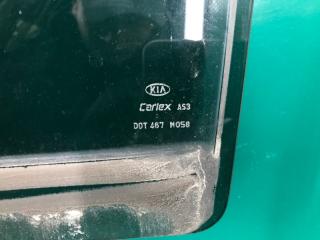 KIA
Carlex AS3
DOT 467 M058